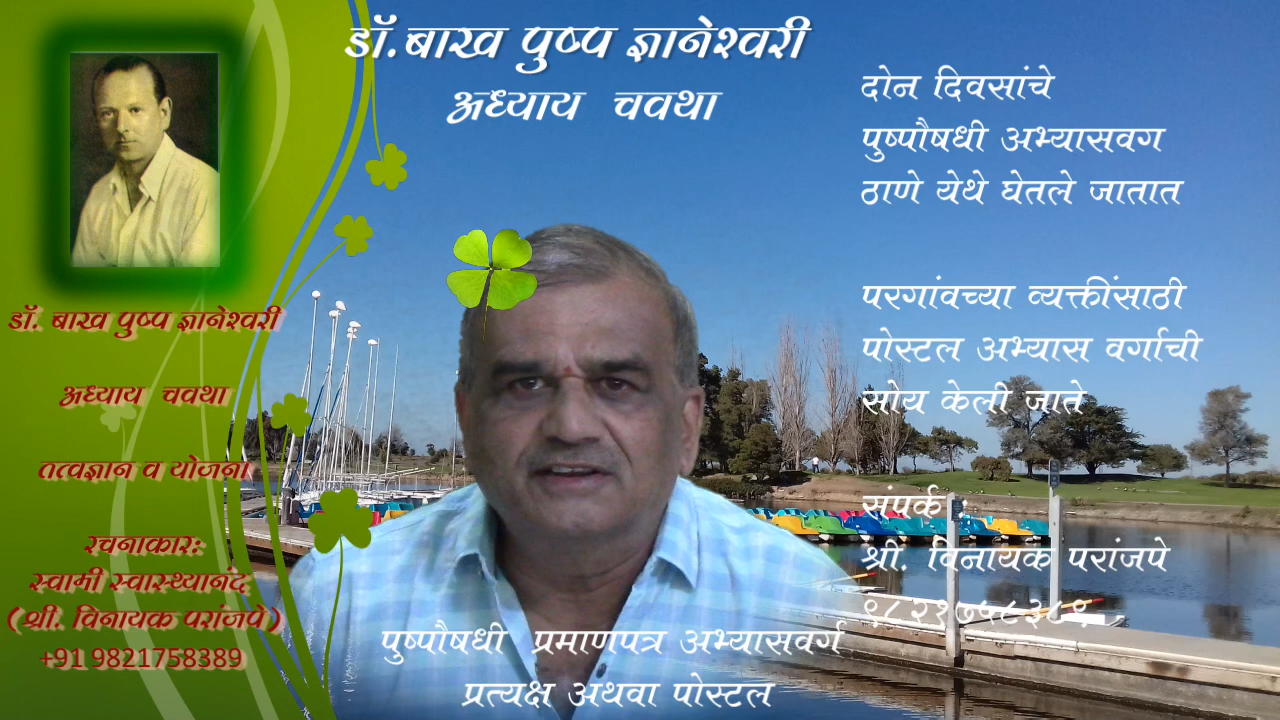 डॉ. बाख पुष्प ज्ञानेश्वरी
अध्याय चवथा
डॉ. बाख पुष्प ज्ञानेश्वरी
अध्याय चवथा
तत्वज्ञान व योजना
रचनाकार:
स्वामी स्वास्थ्यानंद
(श्री. विनायक परांजपे)
+91 9821758389
दोन दिवसांचे
पुष्पौषधी अभ्यासवग
ठाणे येथे घेतले जातात
परगांवच्या व्यक्तींसाठी
पोस्टल अभ्यास वर्गाची
सोय केली जाते
संपर्क :
श्री. विनायक परांजपे
९८२१७५८३८९
पुष्पौषधी प्रमाणपत्र अभ्यासवर्ग
प्रत्यक्ष अथवा पोस्टल